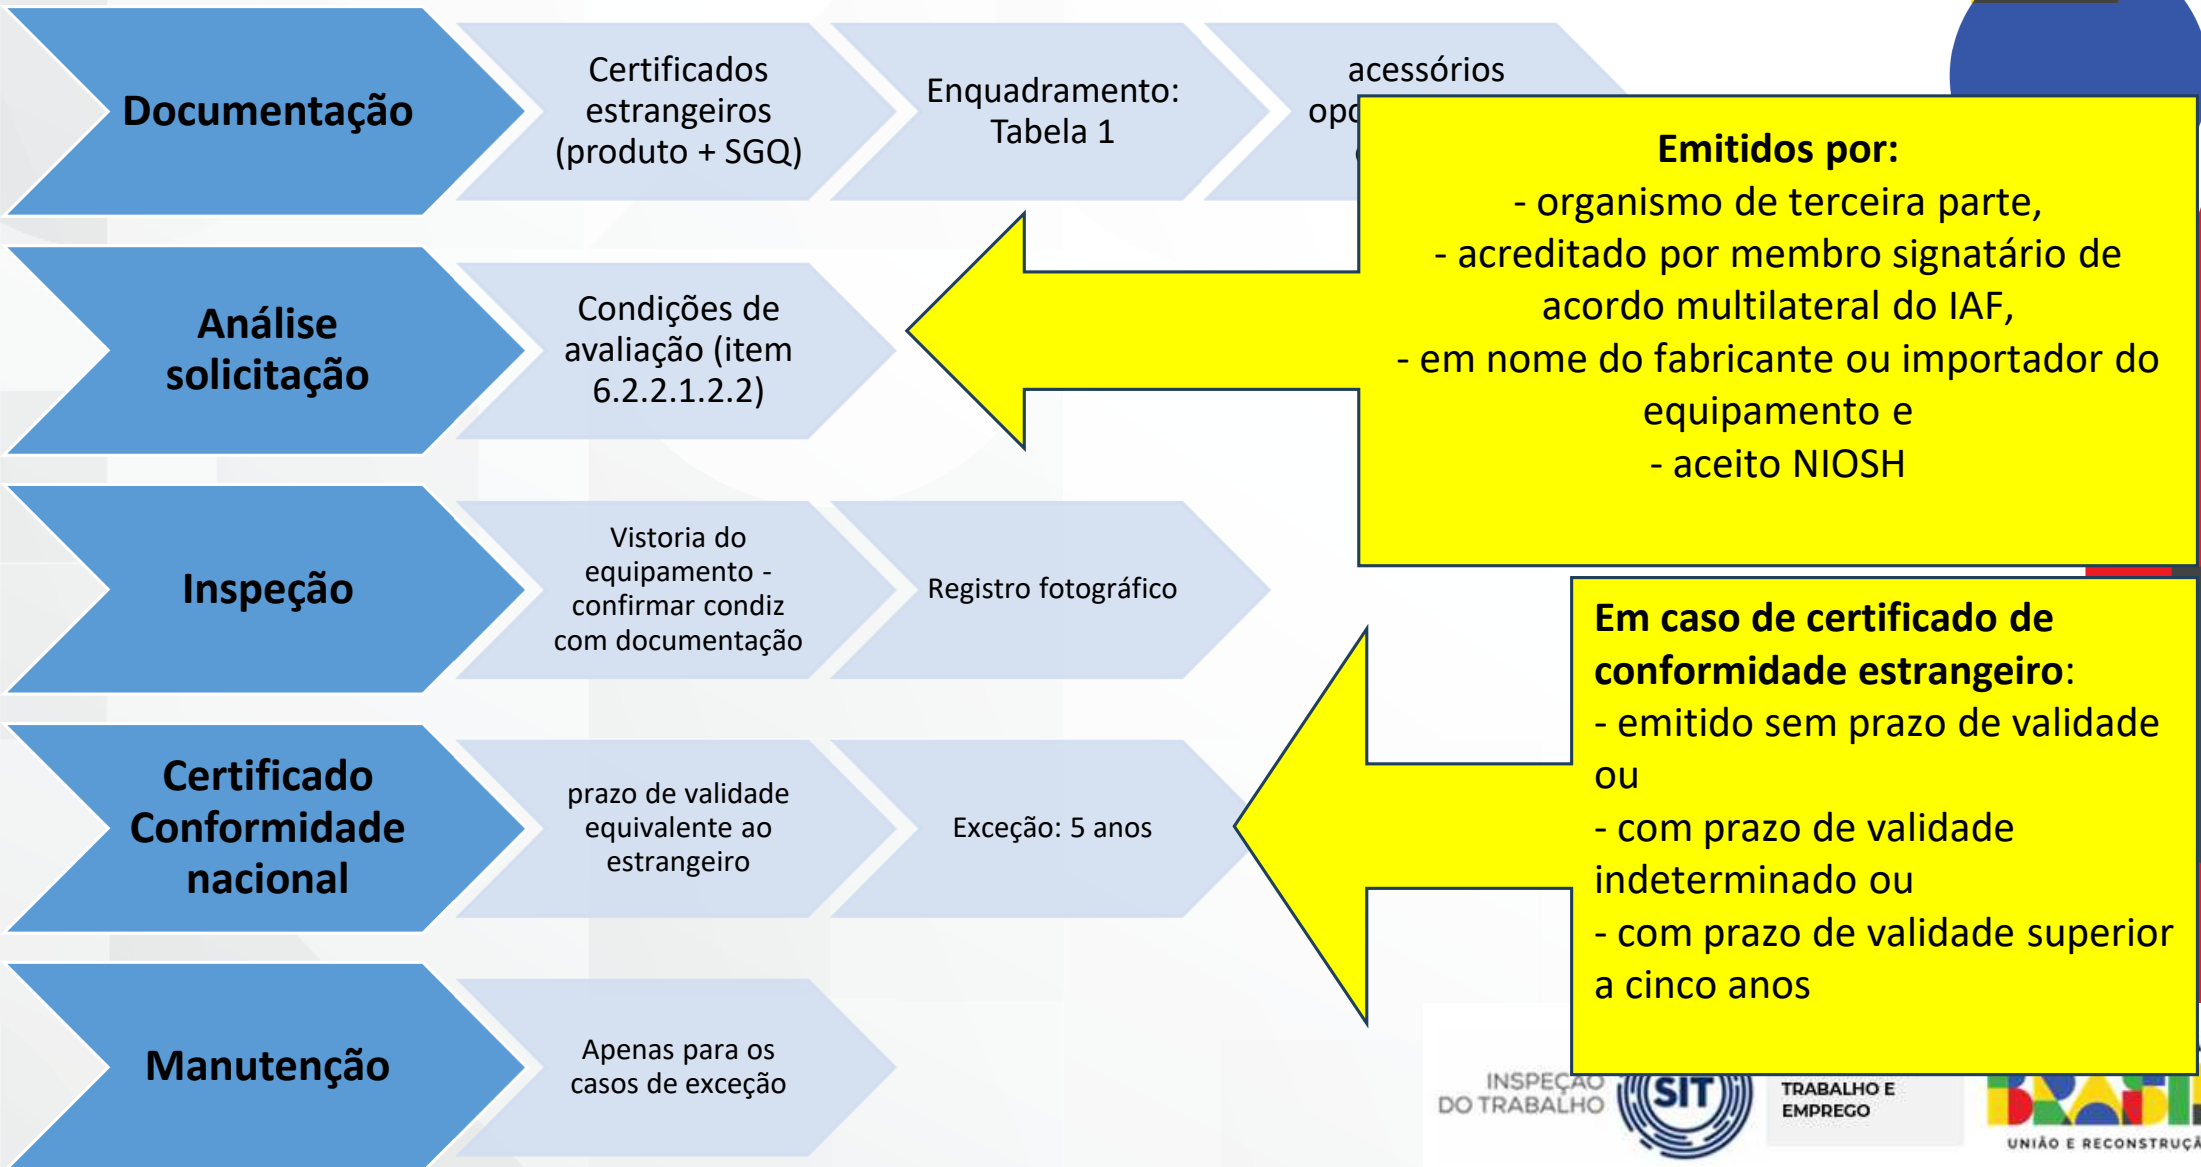 Documentação
Certificados
estrangeiros
(produto + SGQ)
Enquadramento:
Tabela 1
acessórios
Emitidos por:
- organismo de terceira parte,
- acreditado por membro signatário de
acordo multilateral do IAF,
- em nome do fabricante ou importador do
equipamento e
- aceito NIOSH
Análise
solicitação
Condições de
avaliação (item
6.2.2.1.2.2)
Inspeção
Vistoria do
equipamento -
confirmar condiz
com documentação
Registro fotográfico
Certificado
Conformidade
nacional
prazo de validade
equivalente ao
estrangeiro
Exceção: 5 anos
Em caso de certificado de
conformidade estrangeiro:
- emitido sem prazo de validade
ou
- com prazo de validade
indeterminado ou
- com prazo de validade superior
a cinco anos
Manutenção
Apenas para os
casos de exceção
INSPEÇÃO
DO TRABALHO
SIT
TRABALHO E
EMPREGO
BRASIL
UNIÃO E RECONSTRUÇÃ